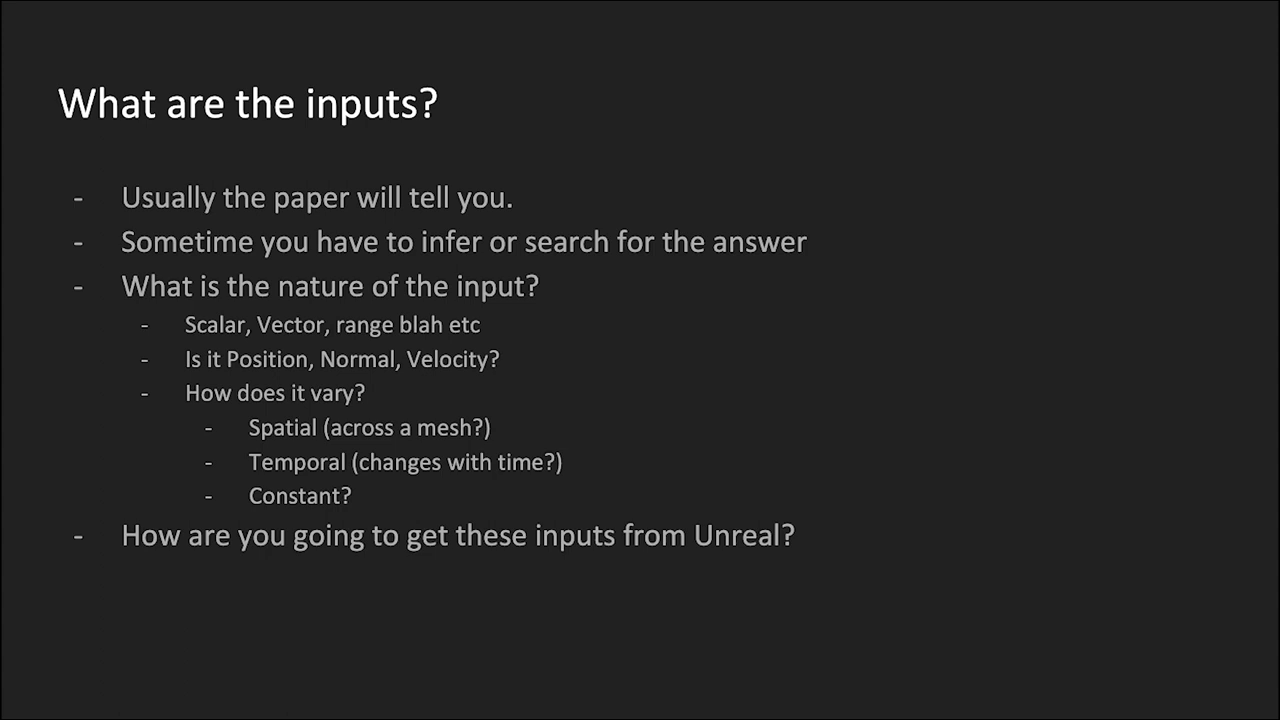 What are the inputs?
- Usually the paper will tell you.
- Sometime you have to infer or search for the answer
- What is the nature of the input?
- Scalar, Vector, range blah etc
- Is it Position, Normal, Velocity?
- How does it vary?
- Spatial (across a mesh?)
- Temporal (changes with time?)
- Constant?
- How are you going to get these inputs from Unreal?